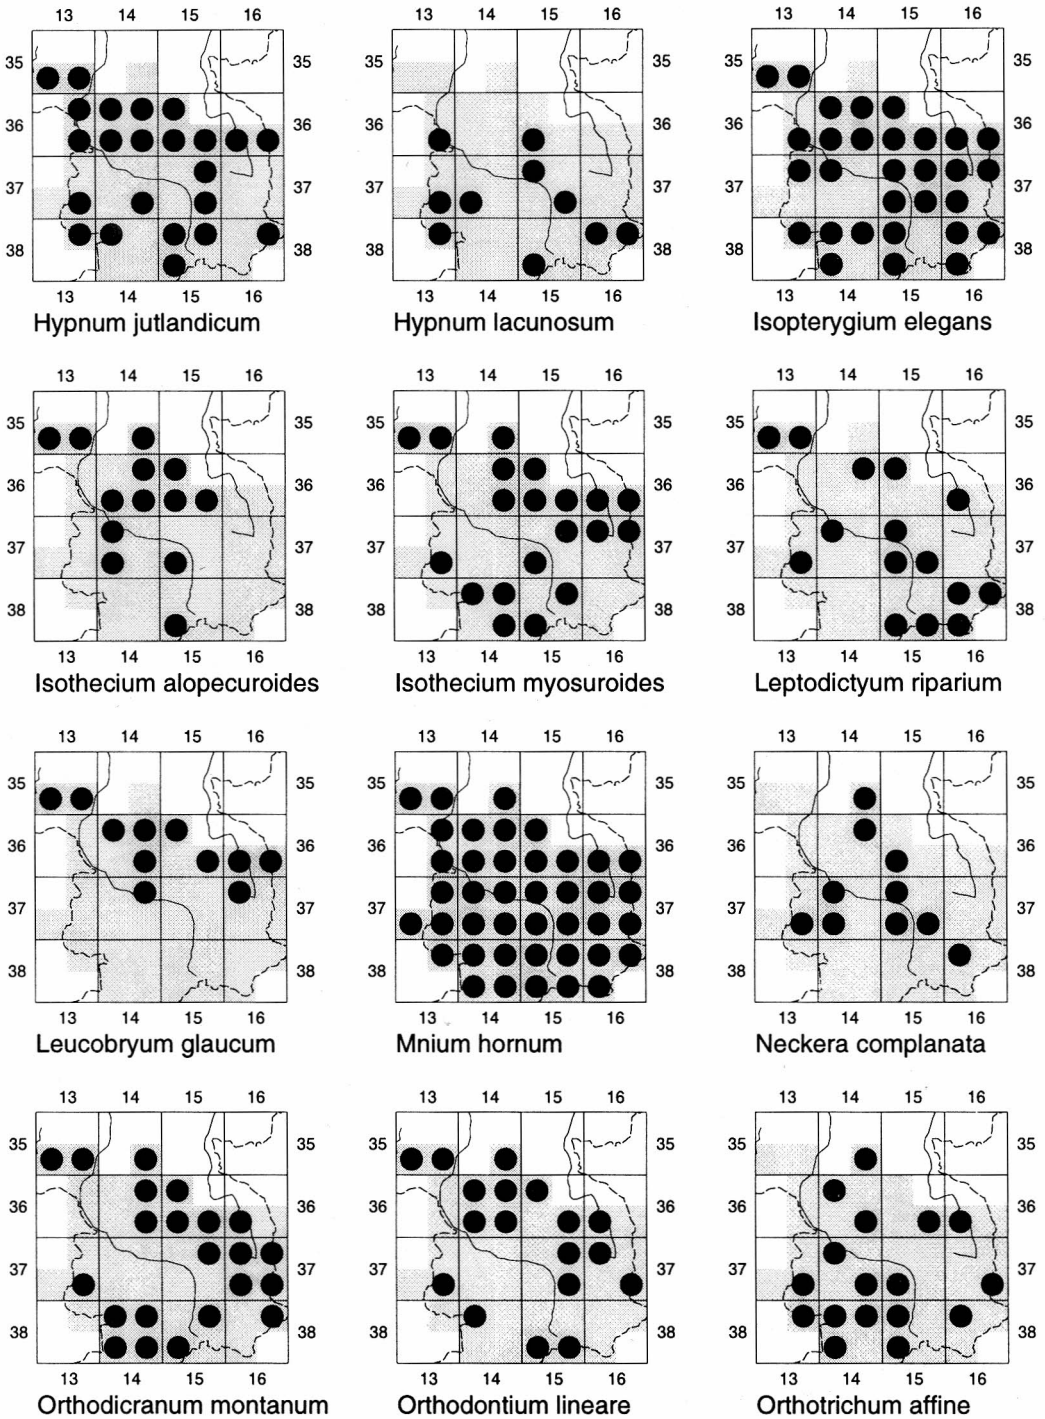 13 14 15 16 13 14 15 16 13 14 15 16
35 35 35 35 35 35
36 36 36 36 36 36
37 37 37 37 37 37
38 38 38 38 38 38
13 14 15 16 13 14 15 16 13 14 15 16
Hypnum jutlandicum Hypnum lacunosum Isopterygium elegans
13 14 15 16 13 14 15 16 13 14 15 16
35 35 35 35 35 35
36 36 36 36 36 36
37 37 37 37 37 37
38 38 38 38 38 38
13 14 15 16 13 14 15 16 13 14 15 16
Isothecium alopecuroides Isothecium myosuroides Leptodictyum riparium
13 14 15 16 13 14 15 16 13 14 15 16
35 35 35 35 35 35
36 36 36 36 36 36
37 37 37 37 37 37
38 38 38 38 38 38
13 14 15 16 13 14 15 16 13 14 15 16
Leucobryum glaucum Mnium hornum Neckera complanata
13 14 15 16 13 14 15 16 13 14 15 16
35 35 35 35 35 35
36 36 36 36 36 36
37 37 37 37 37 37
38 38 38 38 38 38
13 14 15 16 13 14 15 16 13 14 15 16
Orthodicranum montanum Orthodontium lineare Orthotrichum affine